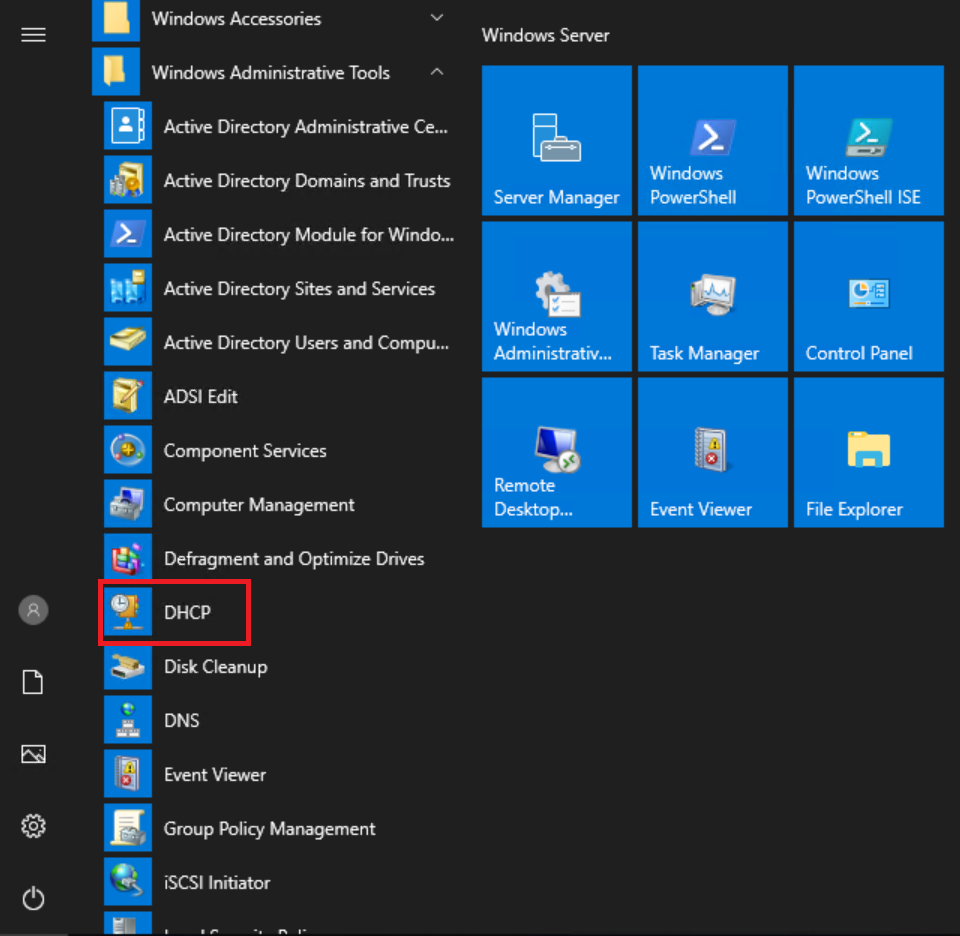 Windows Accessories
Windows Administrative Tools
Active Directory Administrative Ce...
Active Directory Domains and Trusts
Active Directory Module for Windo...
Active Directory Sites and Services
Active Directory Users and Compu...
ADSI Edit
Component Services
Computer Management
Defragment and Optimize Drives
DHCP
Disk Cleanup
DNS
Event Viewer
Group Policy Management
iSCSI Initiator
Windows Server
Server Manager
Windows
PowerShell
Windows
PowerShell ISE
Windows
Administrativ...
Task Manager
Control Panel
Remote
Desktop...
Event Viewer
File Explorer